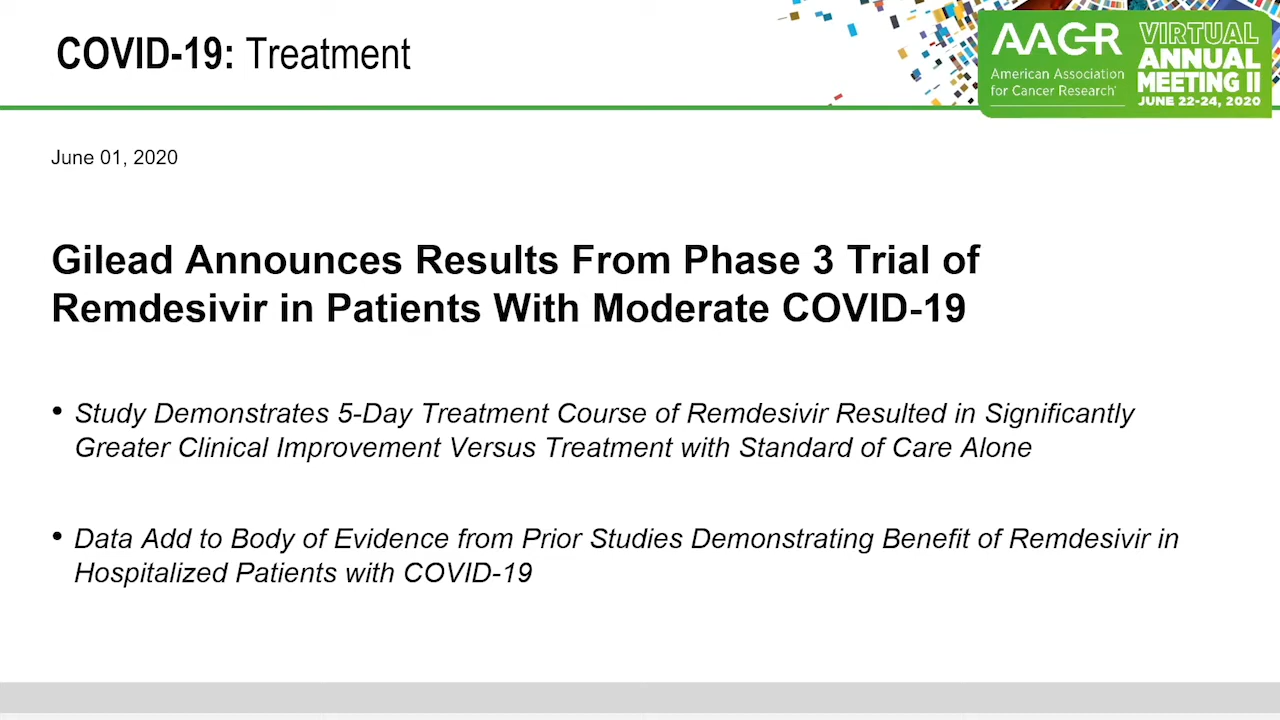 COVID-19: Treatment
AACR
American Association
for Cancer Research®
VIRTUAL
ANNUAL
MEETING II
JUNE 22-24, 2020
June 01, 2020
Gilead Announces Results From Phase 3 Trial of
Remdesivir in Patients With Moderate COVID-19
• Study Demonstrates 5-Day Treatment Course of Remdesivir Resulted in Significantly
Greater Clinical Improvement Versus Treatment with Standard of Care Alone
• Data Add to Body of Evidence from Prior Studies Demonstrating Benefit of Remdesivir in
Hospitalized Patients with COVID-19